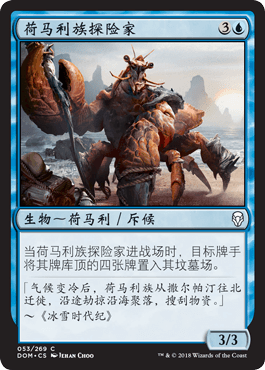 荷马利族探险家 3
生物~荷马利/斥候
当荷马利族探险家进战场时，目标牌手
将其牌库顶的四张牌置入其坟墓场。
「气候变冷后，荷马利族从撒尔帕汀往北
迁徙，沿途劫掠沿海聚落，搜刮物资。」
～《冰雪时代纪》
3/3
053/269 C
DOM • CS JEHAN CHOO
™ & © 2018 Wizards of the Coast